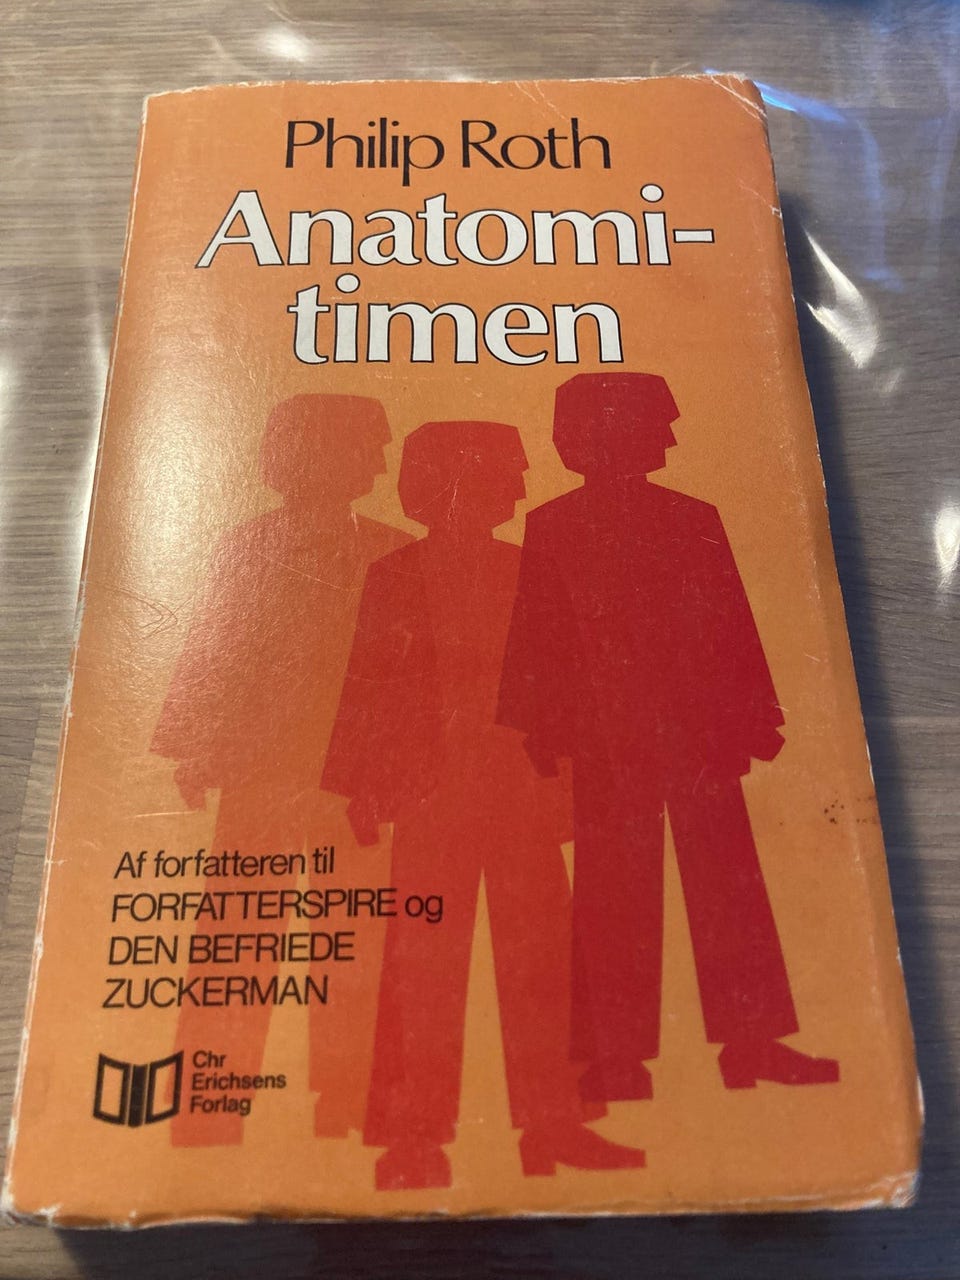 Philip Roth
Anatomi-
timen
Af forfatteren til
FORFATTERSPIRE og
DEN BEFRIEDE
ZUCKERMAN
Chr
Erichsens
Forlag